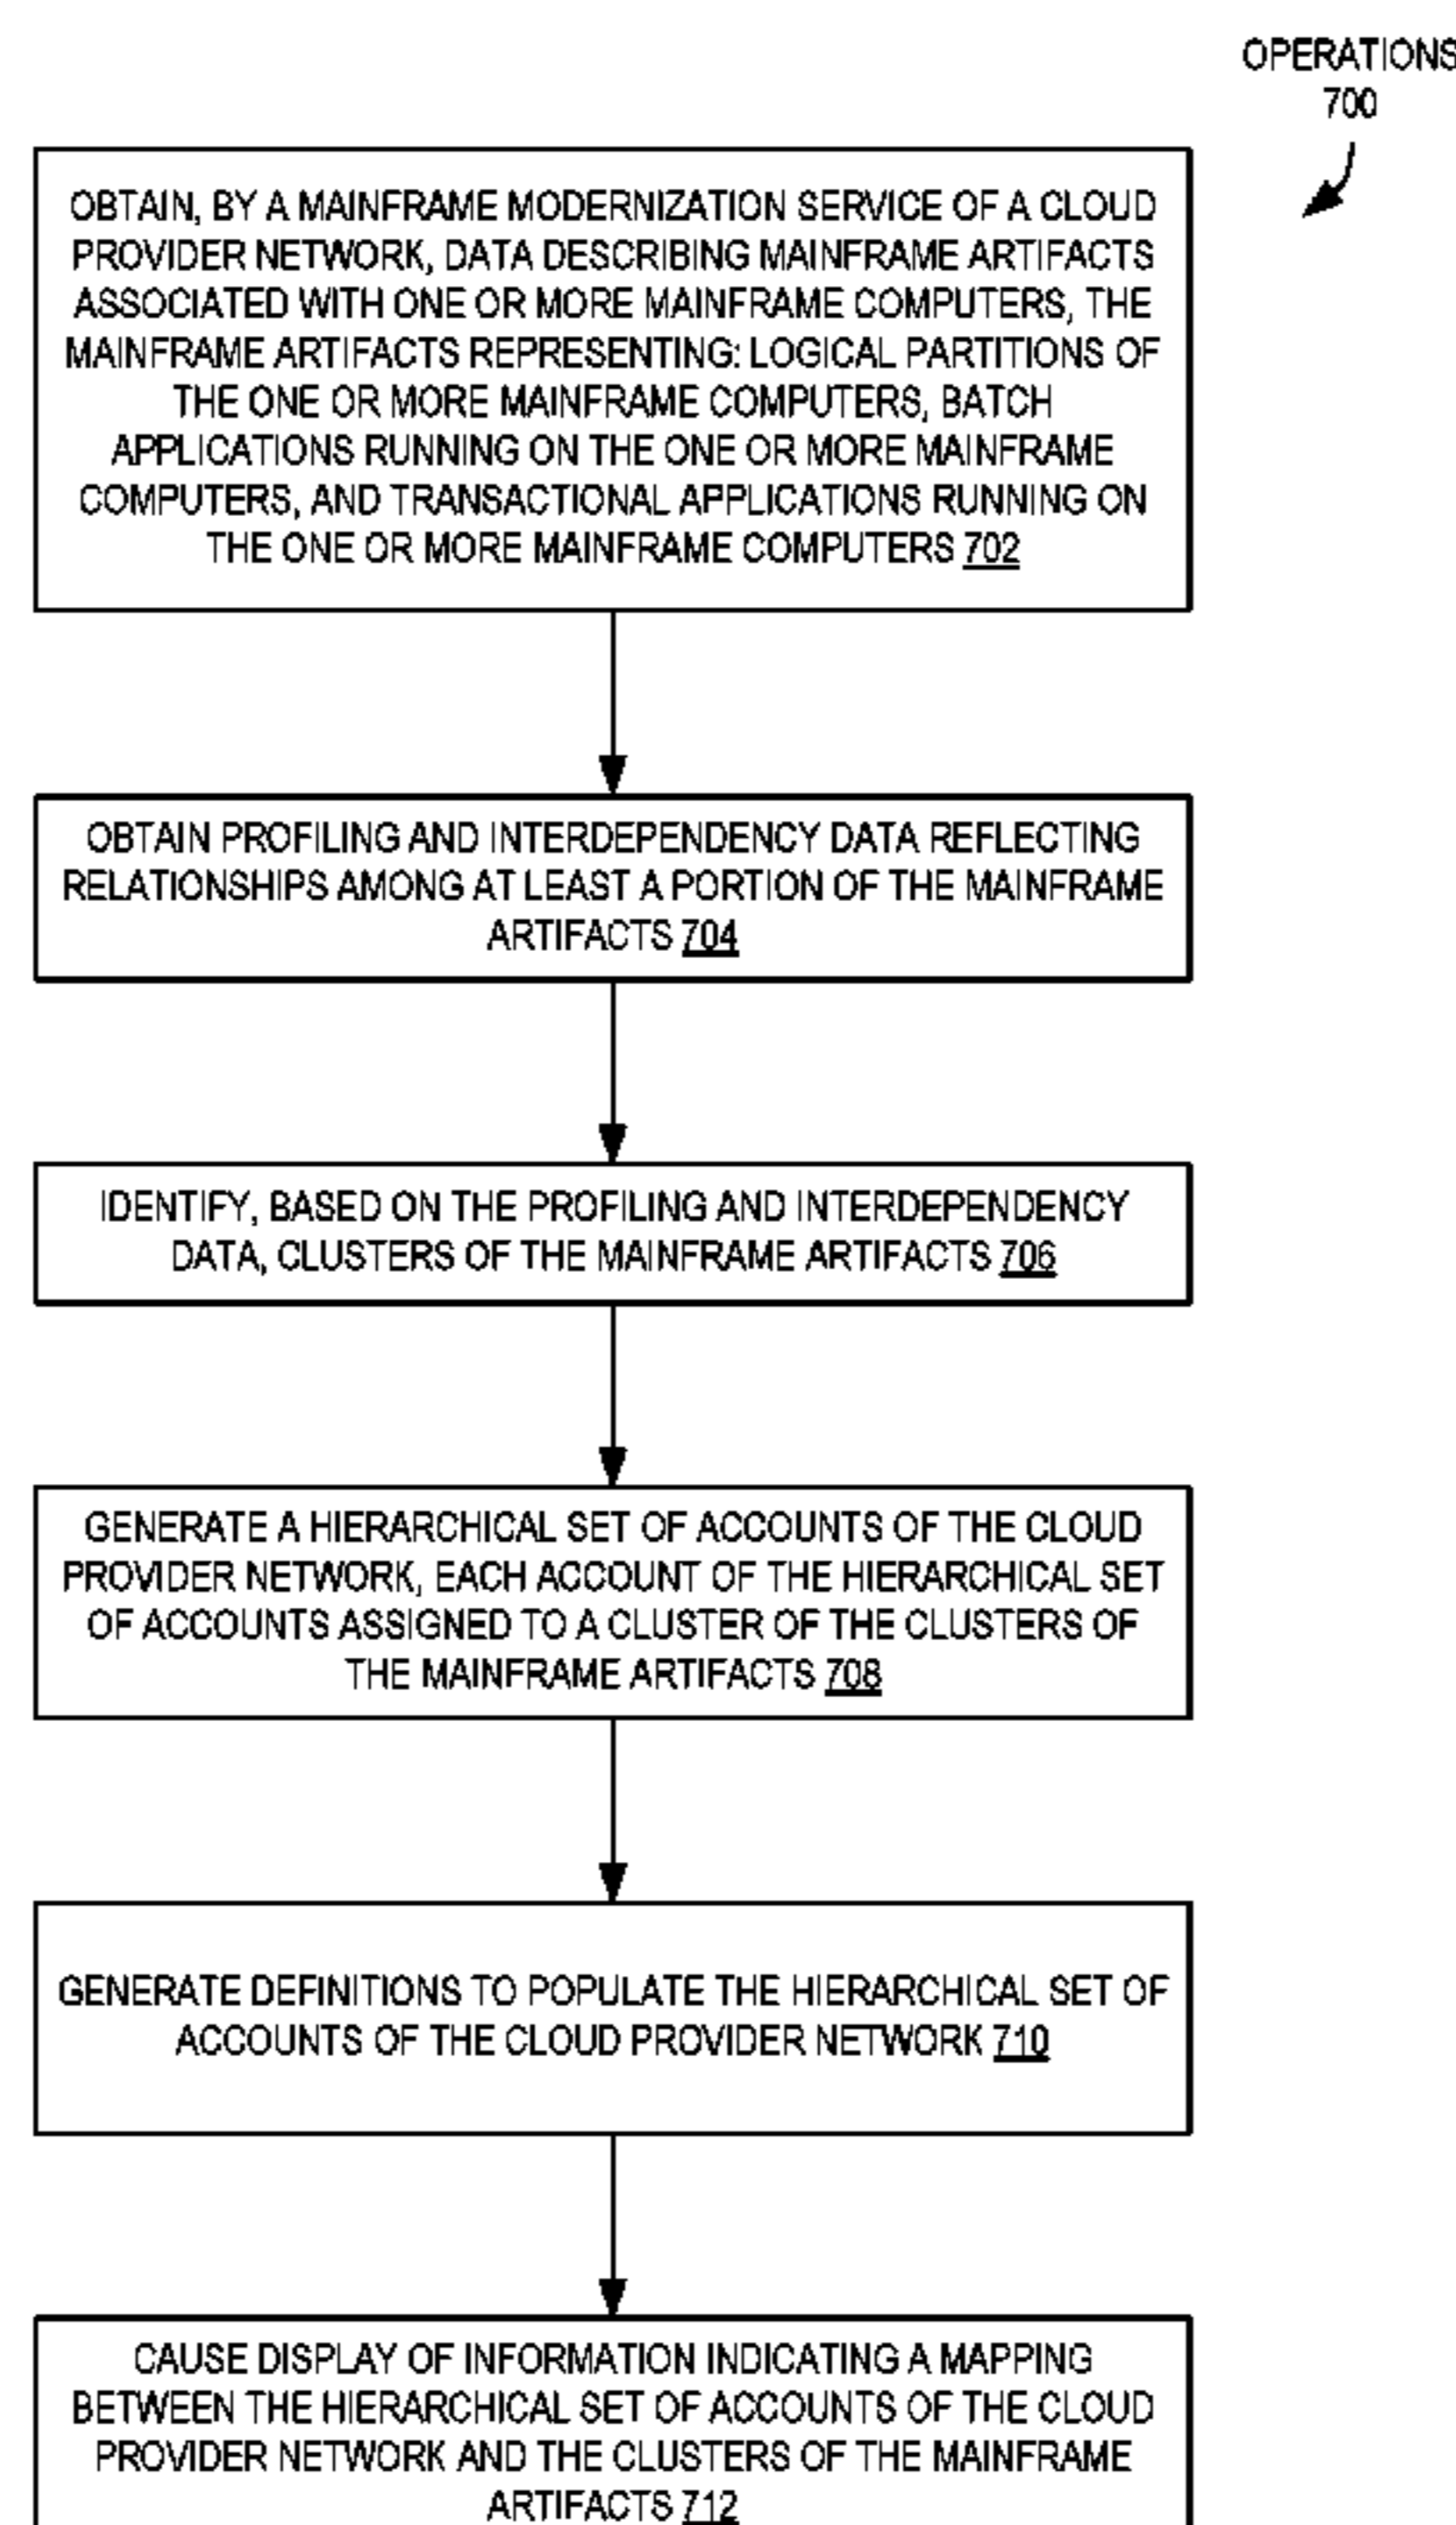 OPERATIONS
700
OBTAIN, BY A MAINFRAME MODERNIZATION SERVICE OF A CLOUD
PROVIDER NETWORK, DATA DESCRIBING MAINFRAME ARTIFACTS
ASSOCIATED WITH ONE OR MORE MAINFRAME COMPUTERS, THE
MAINFRAME ARTIFACTS REPRESENTING: LOGICAL PARTITIONS OF
THE ONE OR MORE MAINFRAME COMPUTERS, BATCH
APPLICATIONS RUNNING ON THE ONE OR MORE MAINFRAME
COMPUTERS, AND TRANSACTIONAL APPLICATIONS RUNNING ON
THE ONE OR MORE MAINFRAME COMPUTERS 702
OBTAIN PROFILING AND INTERDEPENDENCY DATA REFLECTING
RELATIONSHIPS AMONG AT LEAST A PORTION OF THE MAINFRAME
ARTIFACTS 704
IDENTIFY, BASED ON THE PROFILING AND INTERDEPENDENCY
DATA, CLUSTERS OF THE MAINFRAME ARTIFACTS 706
GENERATE A HIERARCHICAL SET OF ACCOUNTS OF THE CLOUD
PROVIDER NETWORK, EACH ACCOUNT OF THE HIERARCHICAL SET
OF ACCOUNTS ASSIGNED TO A CLUSTER OF THE CLUSTERS OF
THE MAINFRAME ARTIFACTS 708
GENERATE DEFINITIONS TO POPULATE THE HIERARCHICAL SET OF
ACCOUNTS OF THE CLOUD PROVIDER NETWORK 710
CAUSE DISPLAY OF INFORMATION INDICATING A MAPPING
BETWEEN THE HIERARCHICAL SET OF ACCOUNTS OF THE CLOUD
PROVIDER NETWORK AND THE CLUSTERS OF THE MAINFRAME
ARTIFACTS 712